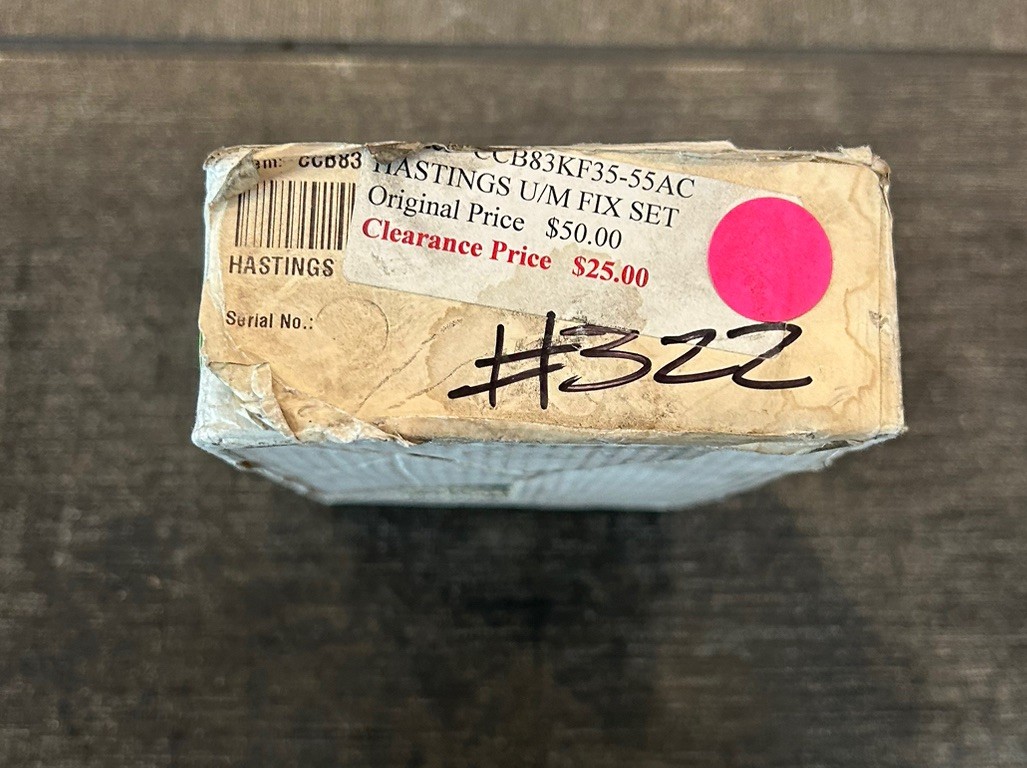 CCB83
CCB83KF35-55AC
HASTINGS U/M FIX SET
Original Price $50.00
Clearance Price $25.00
HASTINGS
Serial No.:
#322